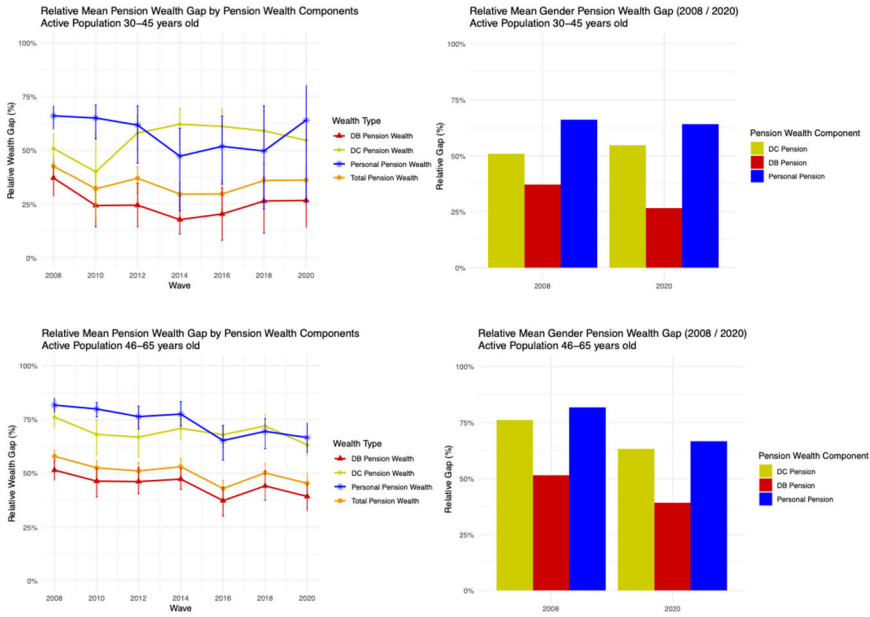 Relative Mean Pension Wealth Gap by Pension Wealth Components
Active Population 30–45 years old
100%
75%
50%
25%
0%
Relative Wealth Gap (%)
2008 2010 2012 2014 2016 2018 2020
Wave
Wealth Type
DB Pension Wealth
DC Pension Wealth
Personal Pension Wealth
Total Pension Wealth
Relative Mean Gender Pension Wealth Gap (2008 / 2020)
Active Population 30–45 years old
100%
75%
50%
25%
0%
Relative Gap (%)
2008 2020
Pension Wealth Component
DC Pension
DB Pension
Personal Pension
Relative Mean Pension Wealth Gap by Pension Wealth Components
Active Population 46–65 years old
100%
75%
50%
25%
0%
Relative Wealth Gap (%)
2008 2010 2012 2014 2016 2018 2020
Wave
Wealth Type
DB Pension Wealth
DC Pension Wealth
Personal Pension Wealth
Total Pension Wealth
Relative Mean Gender Pension Wealth Gap (2008 / 2020)
Active Population 46–65 years old
100%
75%
50%
25%
0%
Relative Gap (%)
2008 2020
Pension Wealth Component
DC Pension
DB Pension
Personal Pension